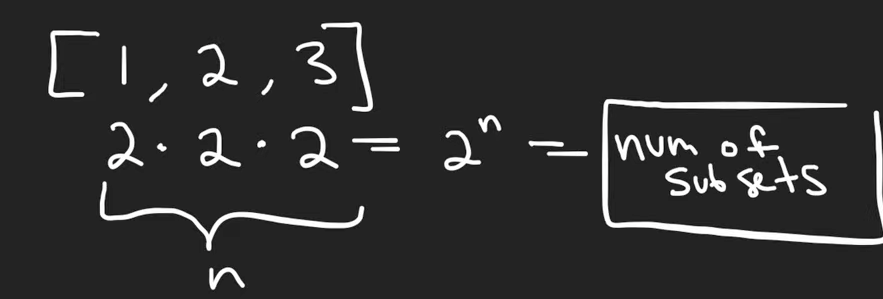 [1, 2, 3]
2 · 2 · 2 = 2ⁿ = num of
subsets
n